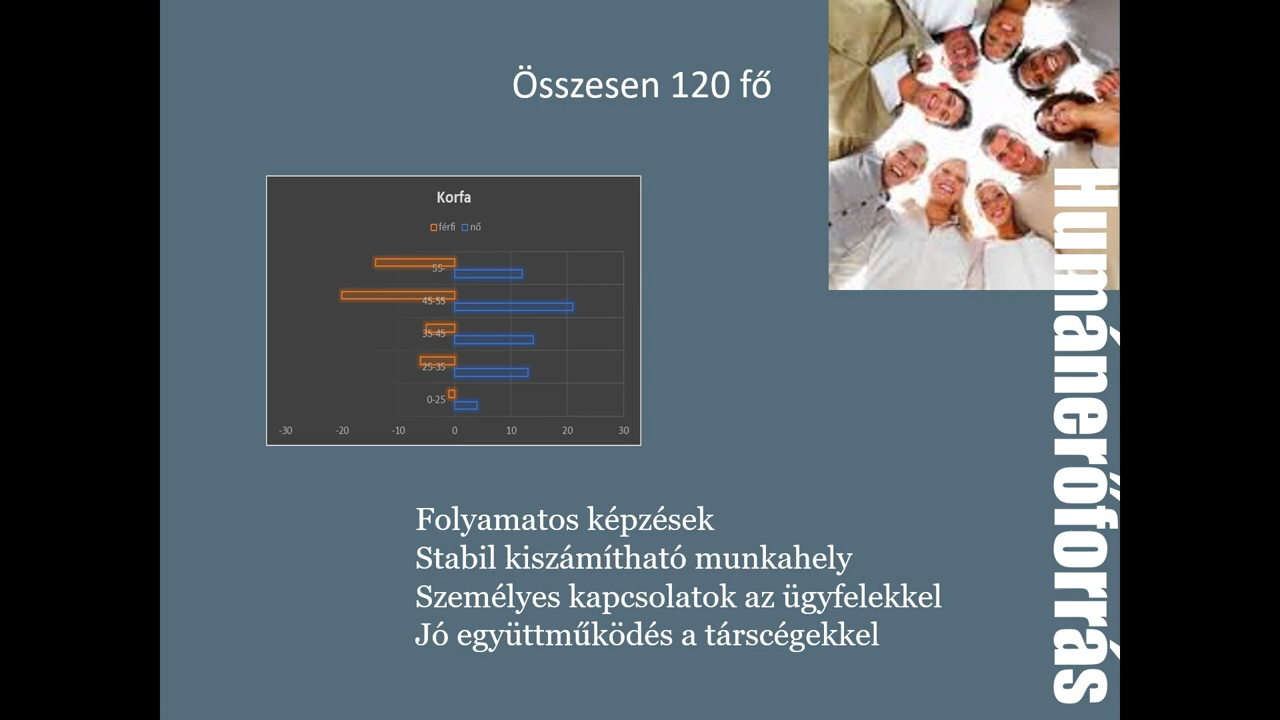 Összesen 120 fő
Humánerőforrás
Korfa
férfi nő
55-
45-55
35-45
25-35
0-25
-30 -20 -10 0 10 20 30
Folyamatos képzések
Stabil kiszámítható munkahely
Személyes kapcsolatok az ügyfelekkel
Jó együttműködés a társcégekkel